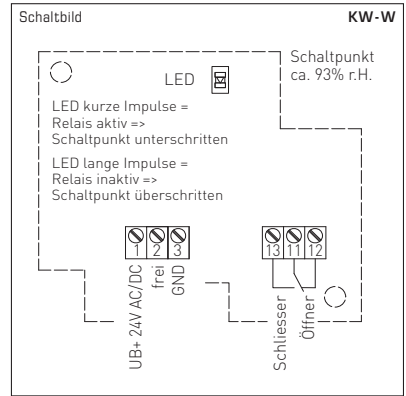 Schaltbild KW-W
Schaltpunkt
ca. 93% r.H.
LED
LED kurze Impulse =
Relais aktiv =>
Schaltpunkt unterschritten
LED lange Impulse =
Relais inaktiv =>
Schaltpunkt überschritten
1 2 3
13 11 12
UB+ 24V AC/DC
frei
GND
Schliesser
Öffner